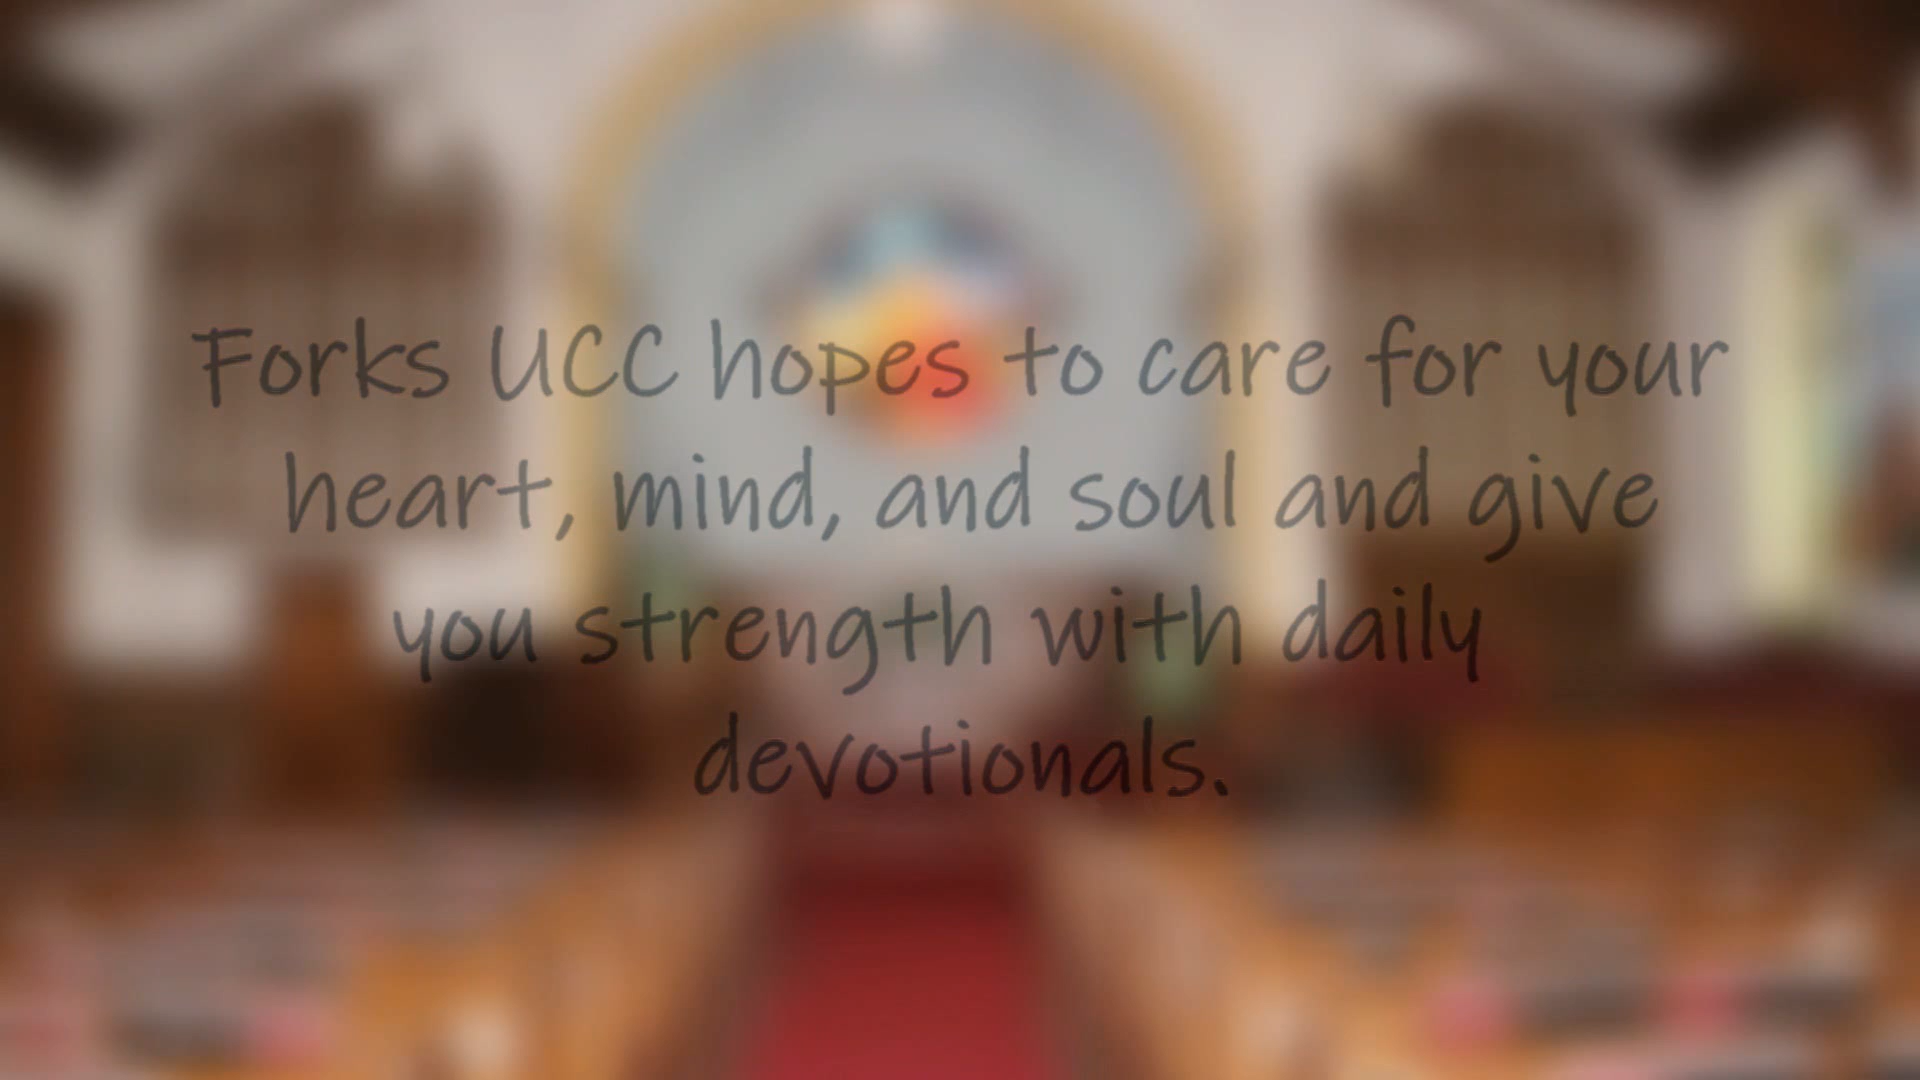 Forks UCC hopes to care for your
heart, mind, and soul and give
you strength with daily
devotionals.